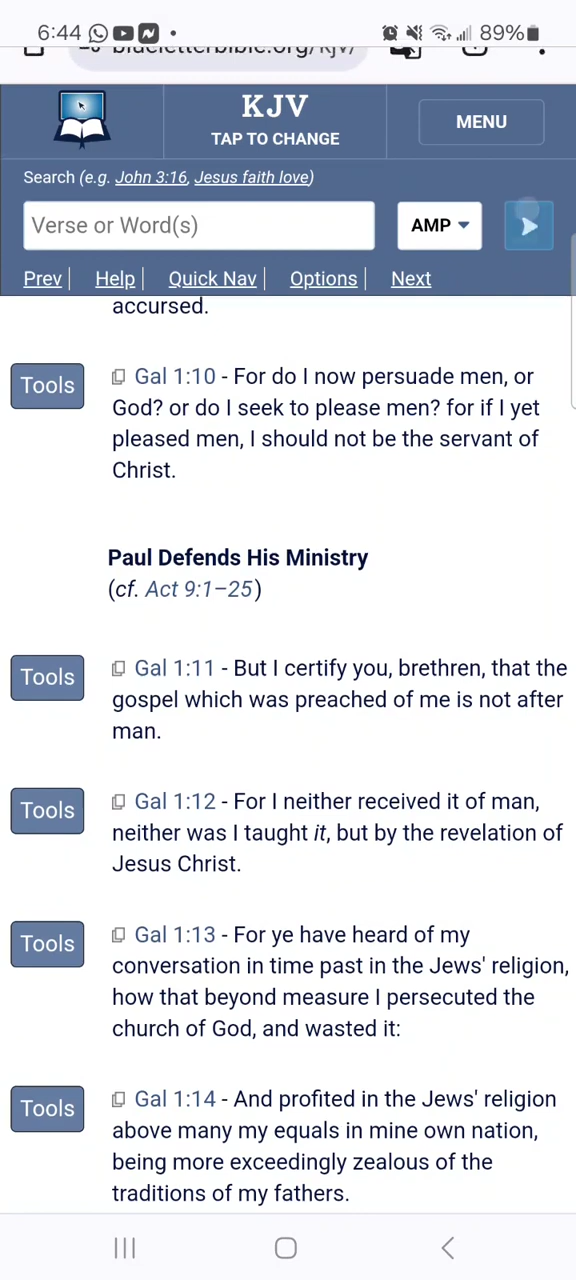 6:44 89%
blueletterbible.org/kjv/
KJV
TAP TO CHANGE
MENU
Search (e.g. John 3:16, Jesus faith love)
Verse or Word(s) AMP
Prev| Help| Quick Nav| Options| Next
accursed.
Tools Gal 1:10 - For do I now persuade men, or
God? or do I seek to please men? for if I yet
pleased men, I should not be the servant of
Christ.
Paul Defends His Ministry
(cf. Act 9:1–25)
Tools Gal 1:11 - But I certify you, brethren, that the
gospel which was preached of me is not after
man.
Tools Gal 1:12 - For I neither received it of man,
neither was I taught it, but by the revelation of
Jesus Christ.
Tools Gal 1:13 - For ye have heard of my
conversation in time past in the Jews' religion,
how that beyond measure I persecuted the
church of God, and wasted it:
Tools Gal 1:14 - And profited in the Jews' religion
above many my equals in mine own nation,
being more exceedingly zealous of the
traditions of my fathers.